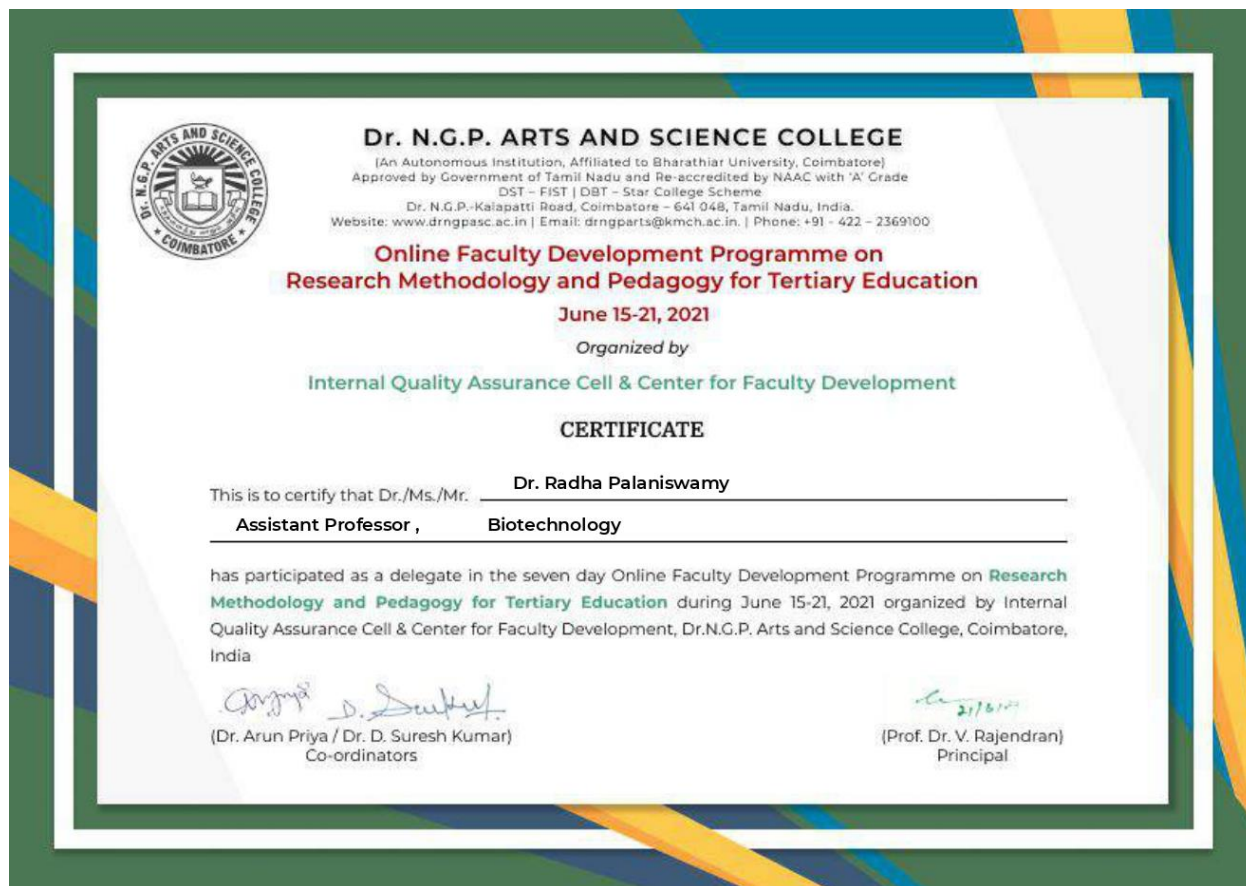 Dr. N.G.P. ARTS AND SCIENCE COLLEGE
COIMBATORE
Dr. N.G.P. ARTS AND SCIENCE COLLEGE
(An Autonomous Institution, Affiliated to Bharathiar University, Coimbatore)
Approved by Government of Tamil Nadu and Re-accredited by NAAC with 'A' Grade
DST – FIST | DBT – Star College Scheme
Dr. N.G.P.-Kalapatti Road, Coimbatore – 641 048, Tamil Nadu, India.
Website: www.drngpasc.ac.in | Email: drngparts@kmch.ac.in. | Phone: +91 - 422 – 2369100
Online Faculty Development Programme on
Research Methodology and Pedagogy for Tertiary Education
June 15-21, 2021
Organized by
Internal Quality Assurance Cell & Center for Faculty Development
CERTIFICATE
This is to certify that Dr./Ms./Mr. Dr. Radha Palaniswamy
Assistant Professor , Biotechnology
has participated as a delegate in the seven day Online Faculty Development Programme on Research
Methodology and Pedagogy for Tertiary Education during June 15-21, 2021 organized by Internal
Quality Assurance Cell & Center for Faculty Development, Dr.N.G.P. Arts and Science College, Coimbatore,
India
(Dr. Arun Priya / Dr. D. Suresh Kumar)
Co-ordinators
(Prof. Dr. V. Rajendran)
Principal